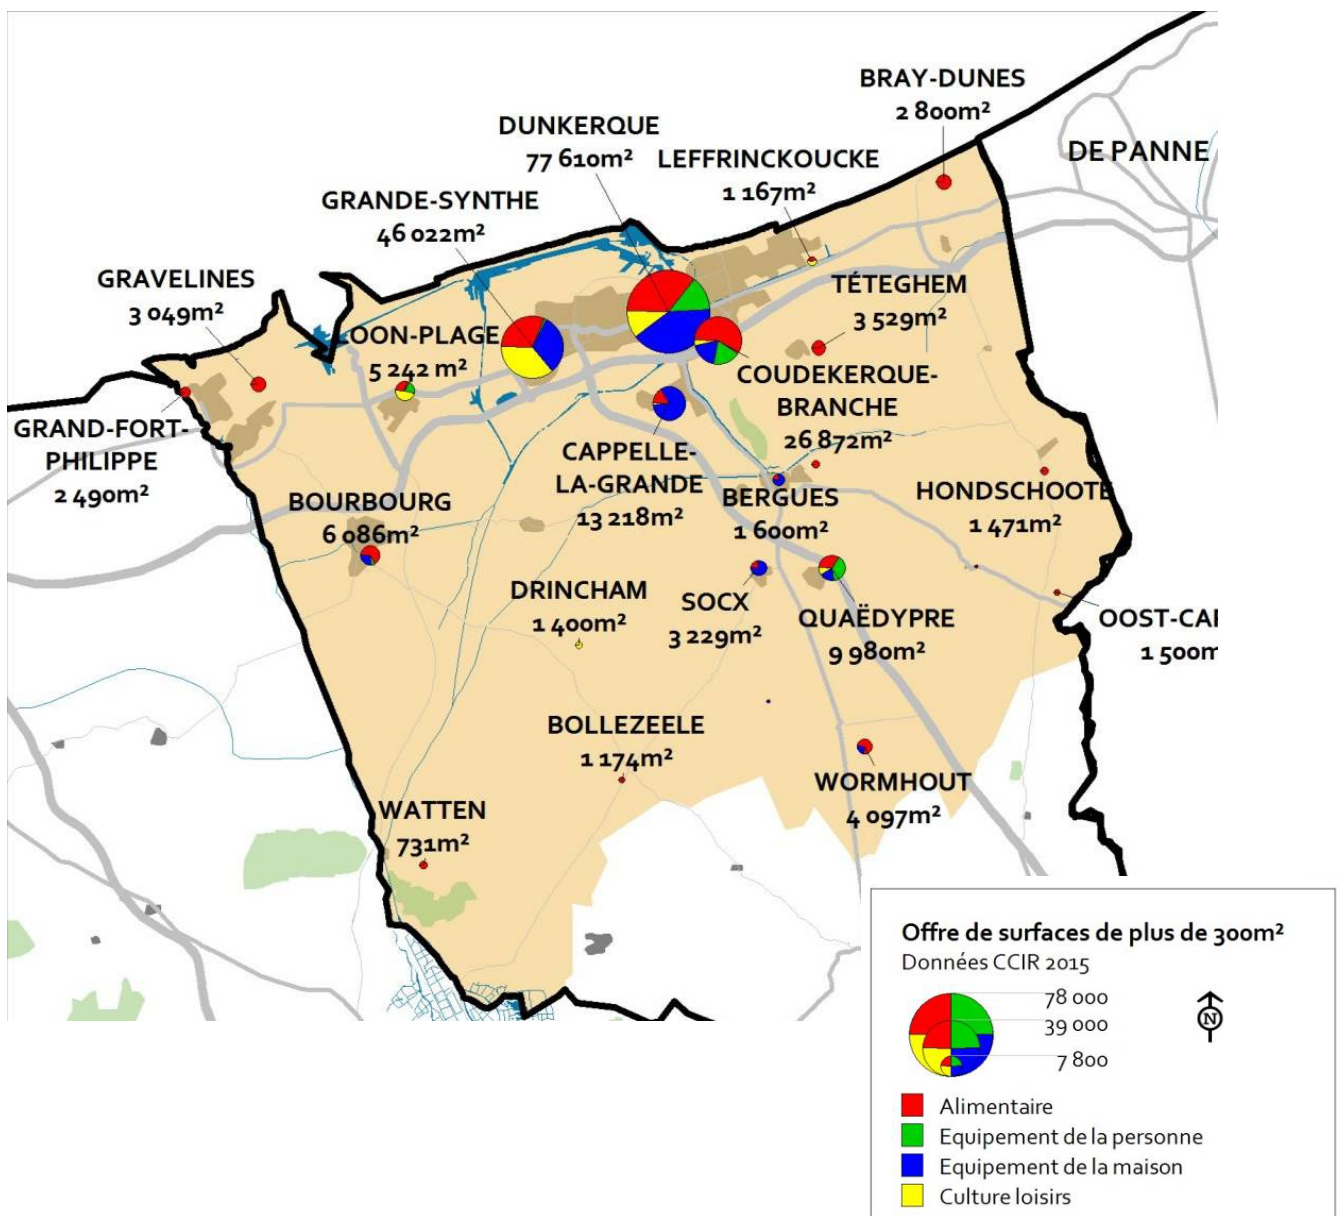 BRAY-DUNES
2 800m²
DUNKERQUE
77 610m²
LEFFRINCKOUCKE
1 167m²
DE PANNE
GRANDE-SYNTHE
46 022m²
GRAVELINES
3 049m²
TÉTEGHEM
3 529m²
LOON-PLAGE
5 242 m²
COUDEKERQUE-
BRANCHE
26 872m²
GRAND-FORT-
PHILIPPE
2 490m²
CAPPELLE-
LA-GRANDE
13 218m²
BOURBOURG
6 086m²
BERGUES
1 600m²
HONDSCHOOTE
1 471m²
DRINCHAM
1 400m²
SOCX
3 229m²
QUAËDYPRE
9 980m²
OOST-CA
1 500m
BOLLEZEELE
1 174m²
WORMHOUT
4 097m²
WATTEN
731m²
Offre de surfaces de plus de 300m²
Données CCIR 2015
78 000
39 000
7 800
N
Alimentaire
Equipement de la personne
Equipement de la maison
Culture loisirs